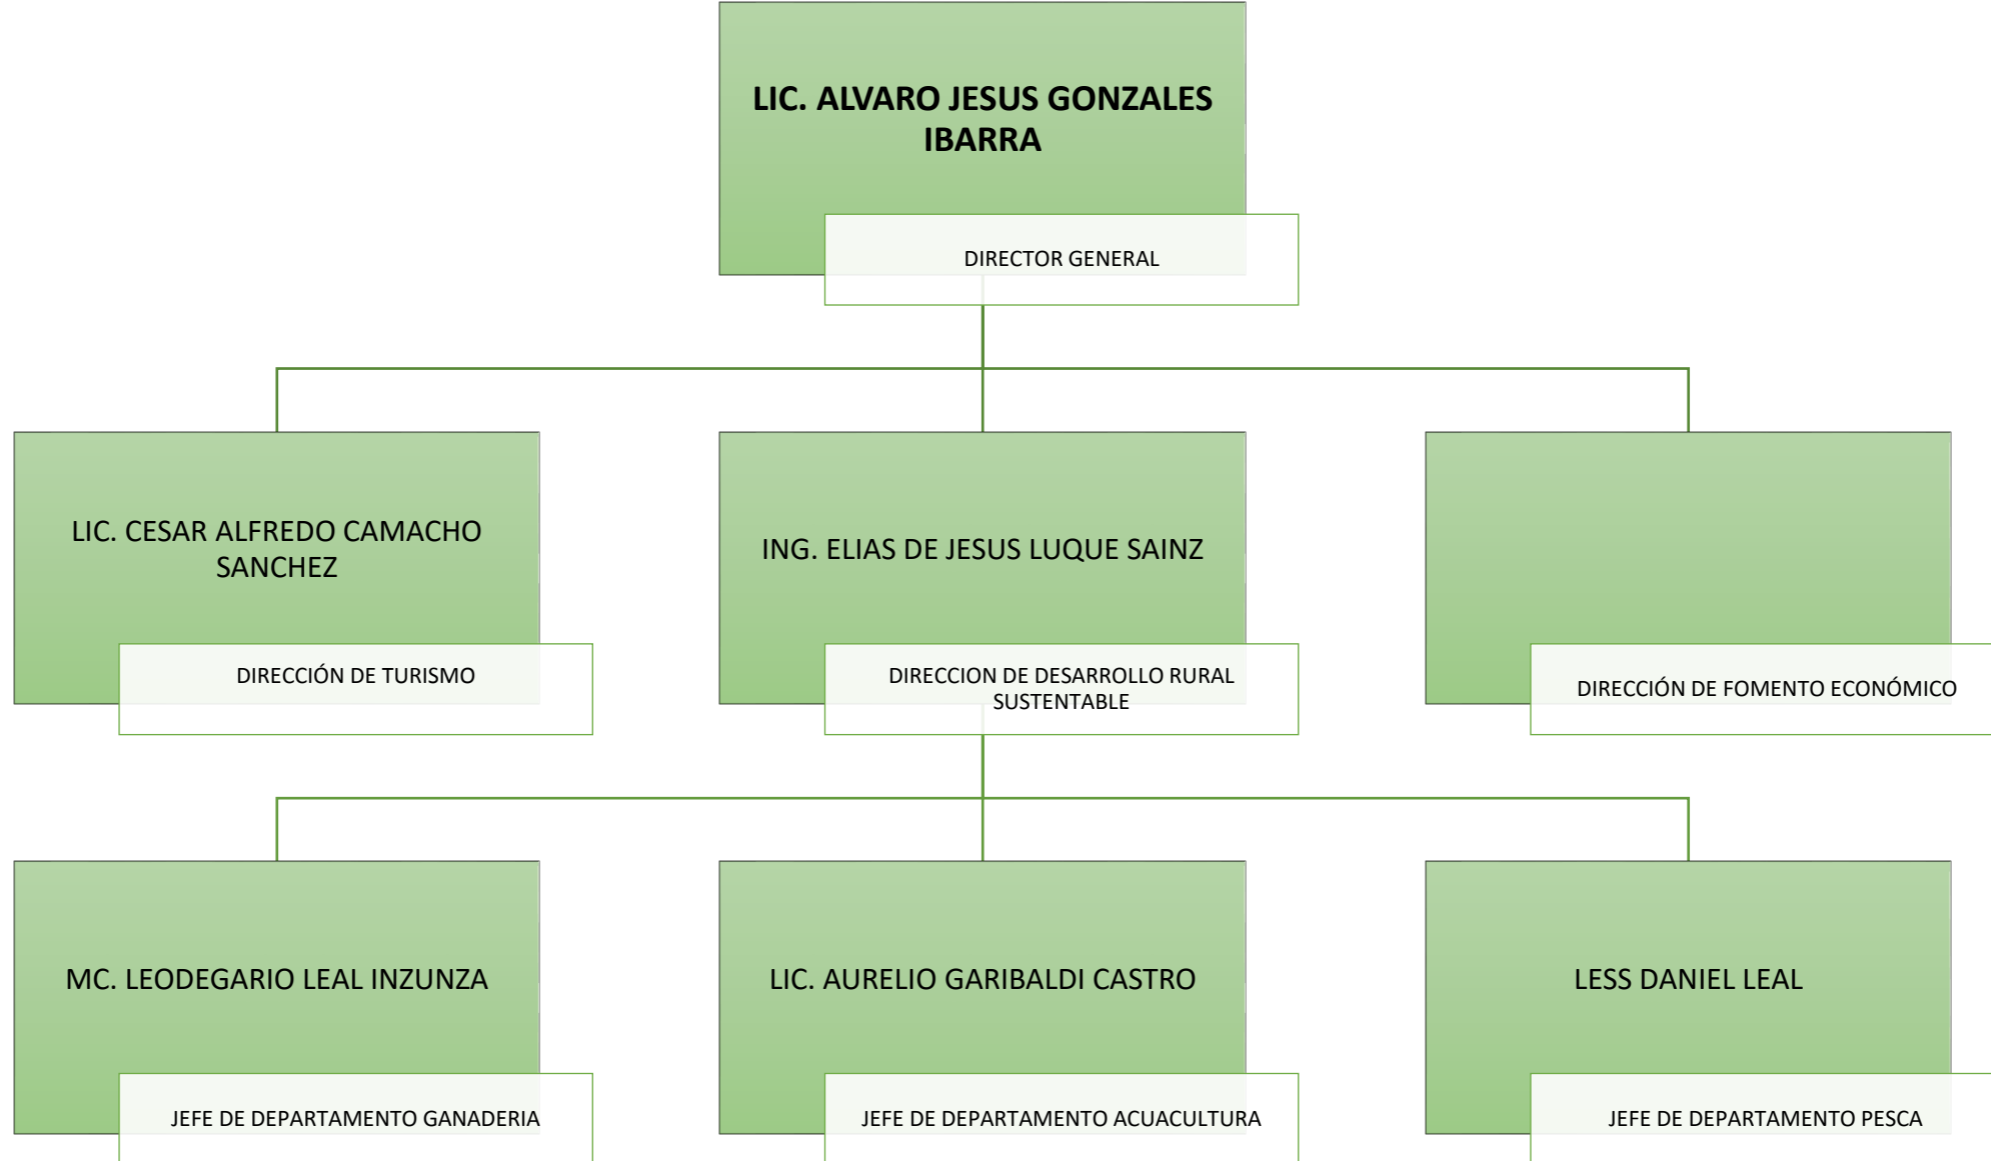 LIC. ALVARO JESUS GONZALES
IBARRA
DIRECTOR GENERAL
LIC. CESAR ALFREDO CAMACHO
SANCHEZ
DIRECCIÓN DE TURISMO
ING. ELIAS DE JESUS LUQUE SAINZ
DIRECCION DE DESARROLLO RURAL
SUSTENTABLE
DIRECCIÓN DE FOMENTO ECONÓMICO
MC. LEODEGARIO LEAL INZUNZA
JEFE DE DEPARTAMENTO GANADERIA
LIC. AURELIO GARIBALDI CASTRO
JEFE DE DEPARTAMENTO ACUACULTURA
LESS DANIEL LEAL
JEFE DE DEPARTAMENTO PESCA